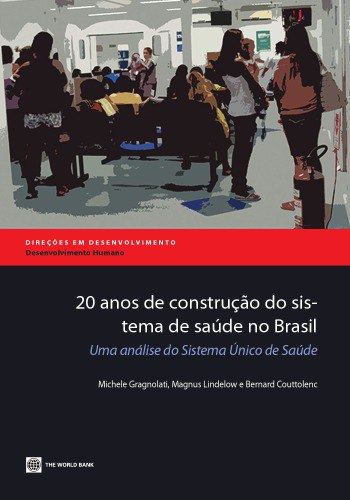 DIREÇÕES EM DESENVOLVIMENTO
Desenvolvimento Humano
20 anos de construção do sis-
tema de saúde no Brasil
Uma análise do Sistema Único de Saúde
Michele Gragnolati, Magnus Lindelow e Bernard Couttolenc
THE WORLD BANK